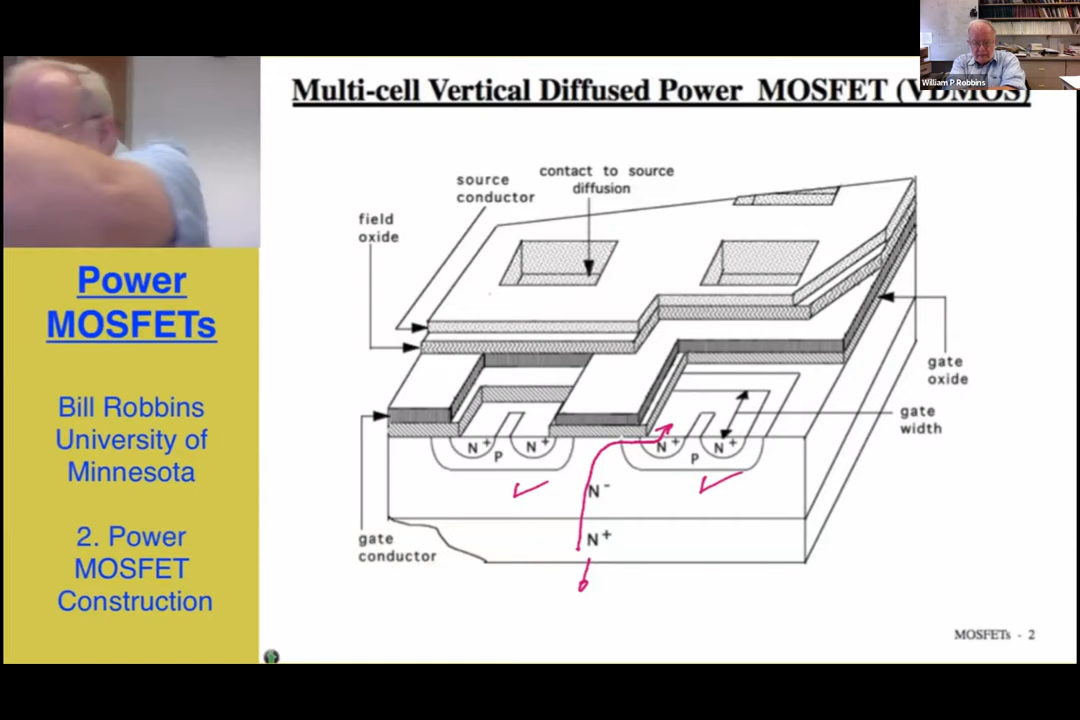 William P Robbins
Multi-cell Vertical Diffused Power MOSFET (VDMOS)
Power
MOSFETs
Bill Robbins
University of
Minnesota
2. Power
MOSFET
Construction
contact to source
diffusion
source
conductor
field
oxide
gate
oxide
gate
width
N+ P N+
N+ P N+
N-
N+
gate
conductor
MOSFETs - 2